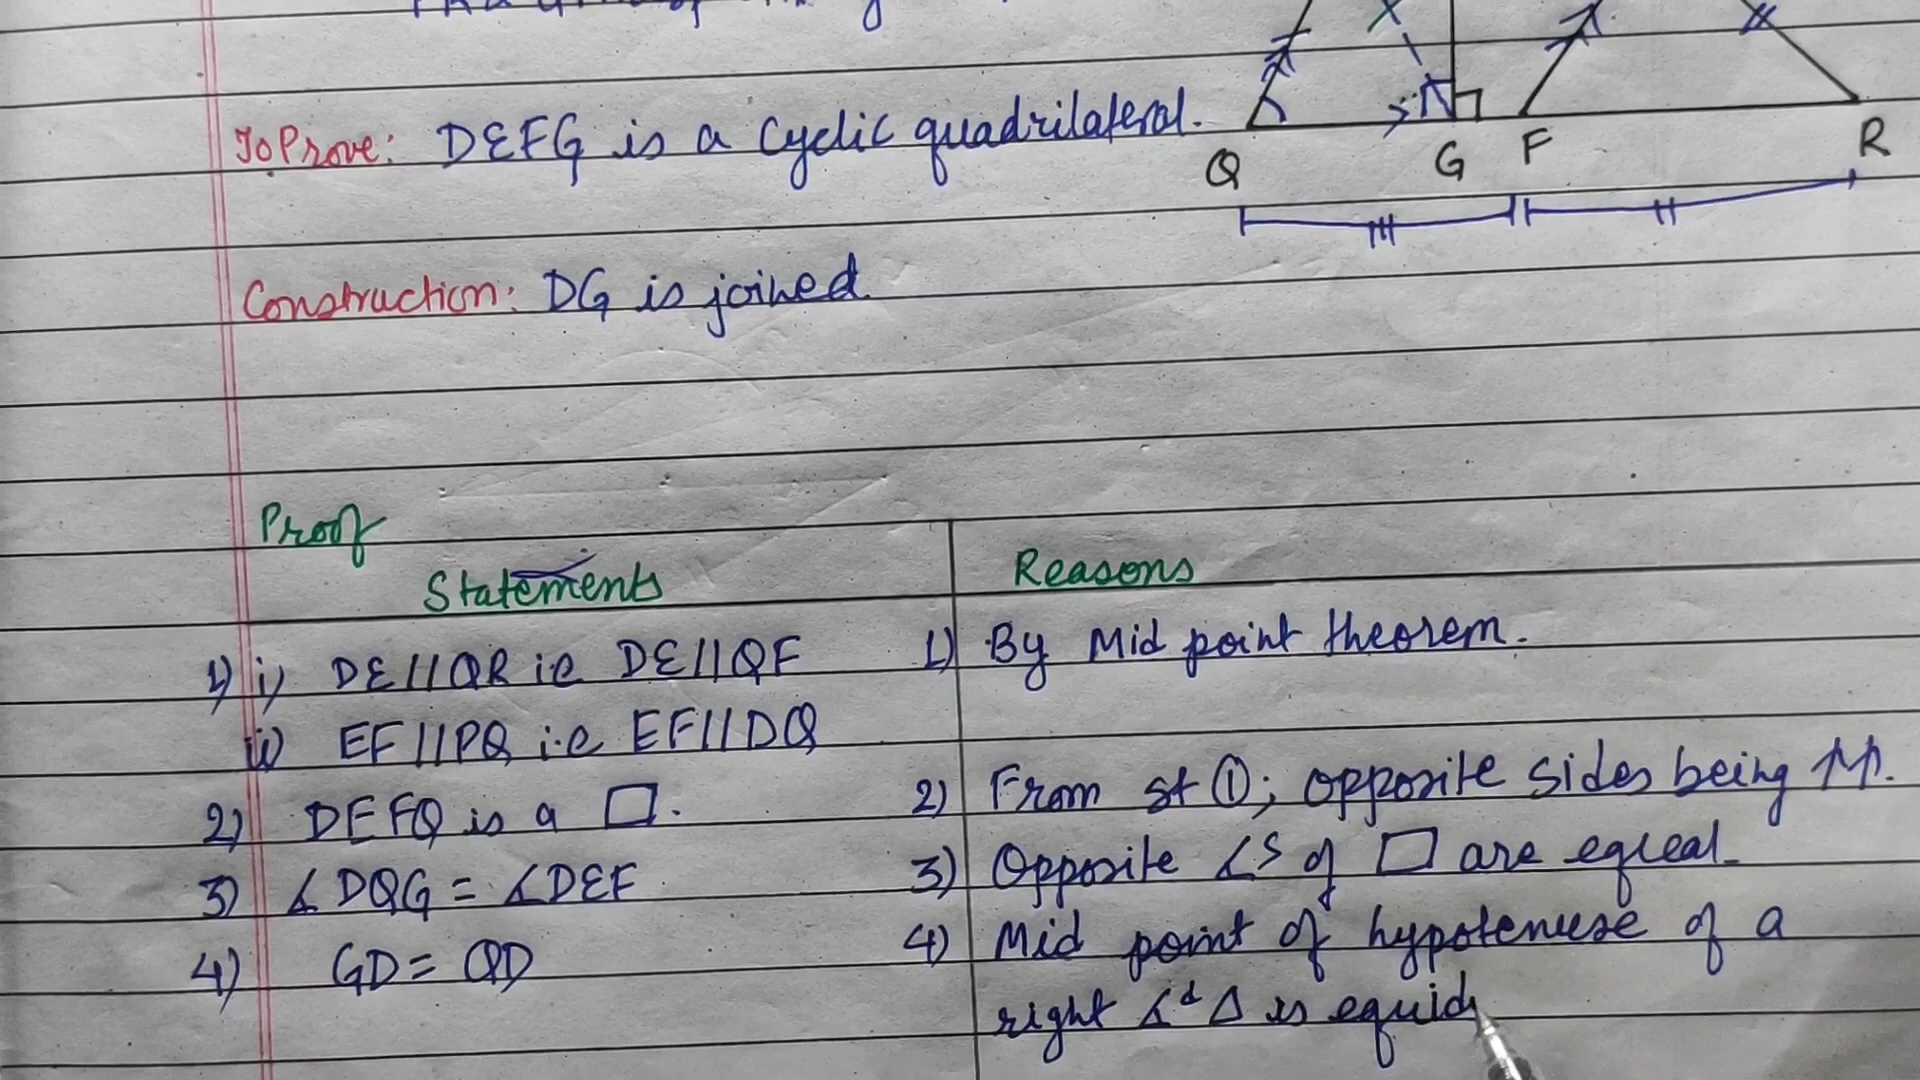 To Prove: DEFG is a cyclic quadrilateral.
Q G F R
Construction: DG is joined.
Proof
Statements Reasons
1) i) DE//QR i.e DE//QF 1) By Mid point theorem.
ii) EF//PQ i.e EF//DQ
2) DEFQ is a ▱. 2) From st ①; opposite sides being
3) ∠DQG = ∠DEF 3) Opposite ∠s of ▱ are equal.
4) GD = QD 4) Mid point of hypotenuse of a
right ∠d Δ is equid